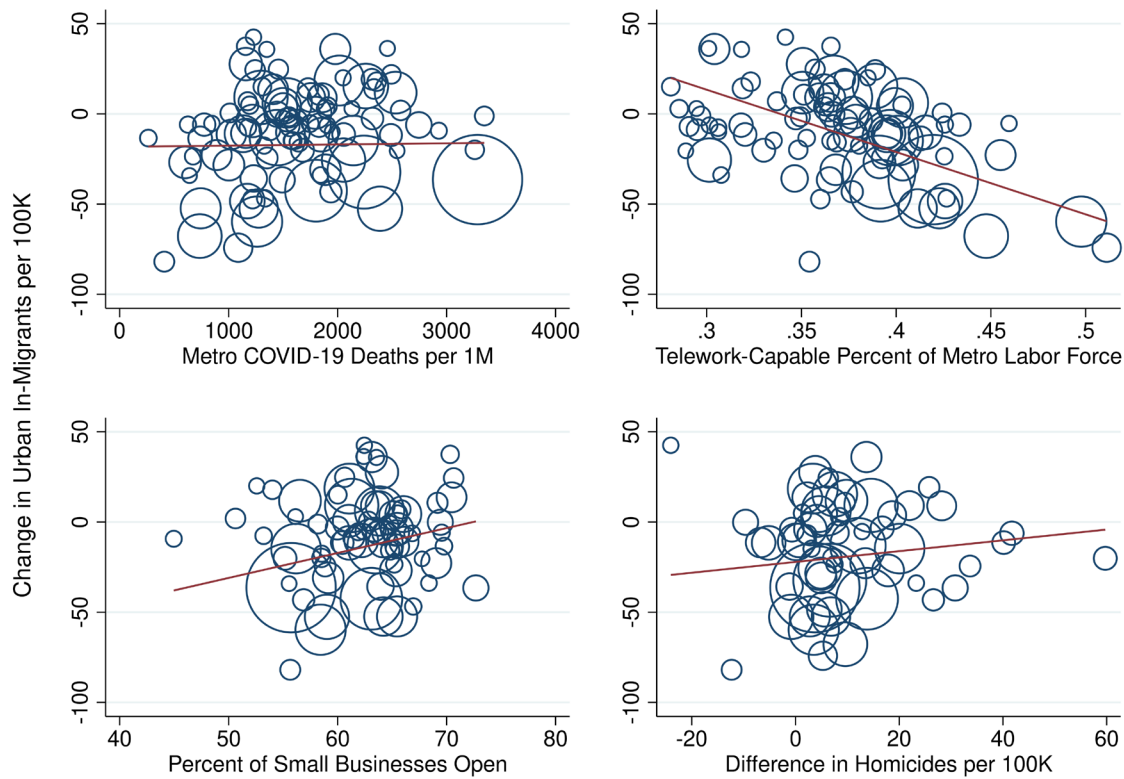 Change in Urban In-Migrants per 100K
50
0
-50
-100
0 1000 2000 3000 4000
Metro COVID-19 Deaths per 1M
50
0
-50
-100
.3 .35 .4 .45 .5
Telework-Capable Percent of Metro Labor Force
50
0
-50
-100
40 50 60 70 80
Percent of Small Businesses Open
50
0
-50
-100
-20 0 20 40 60
Difference in Homicides per 100K